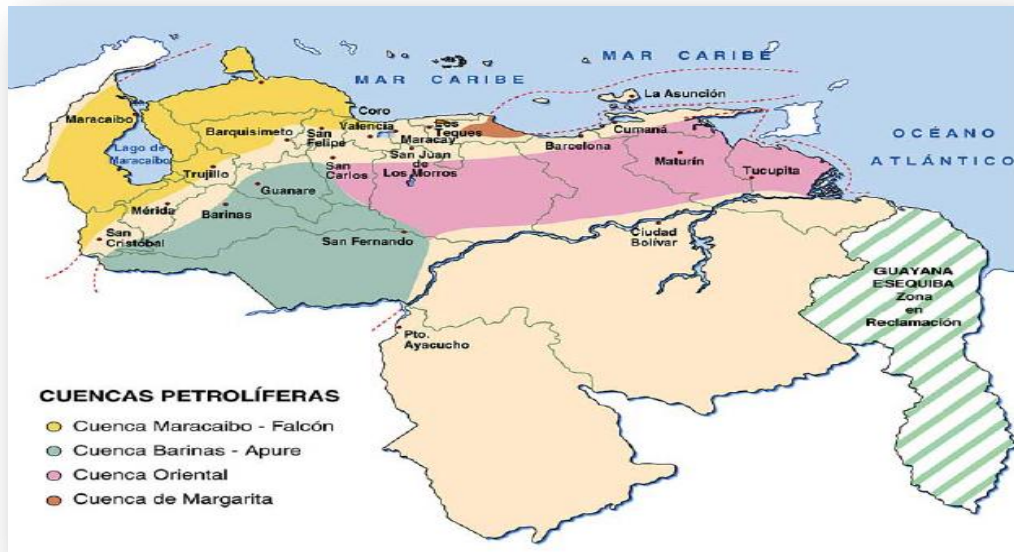 MAR CARIBE
MAR CARIBE
La Asunción
Coro
Maracaibo
Los
Teques
Valencia
Maracay
Barquisimeto
San
Felipe
Cumaná
Barcelona
OCÉANO
ATLÁNTICO
Lago de
Maracaibo
San Juan
de
Los Morros
Trujillo
San
Carlos
Maturín
Tucupita
Guanare
Mérida
Barinas
San
Cristóbal
San Fernando
Ciudad
Bolívar
GUAYANA
ESEQUIBA
Zona
en
Reclamación
Pto.
Ayacucho
CUENCAS PETROLÍFERAS
Cuenca Maracaibo - Falcón
Cuenca Barinas - Apure
Cuenca Oriental
Cuenca de Margarita